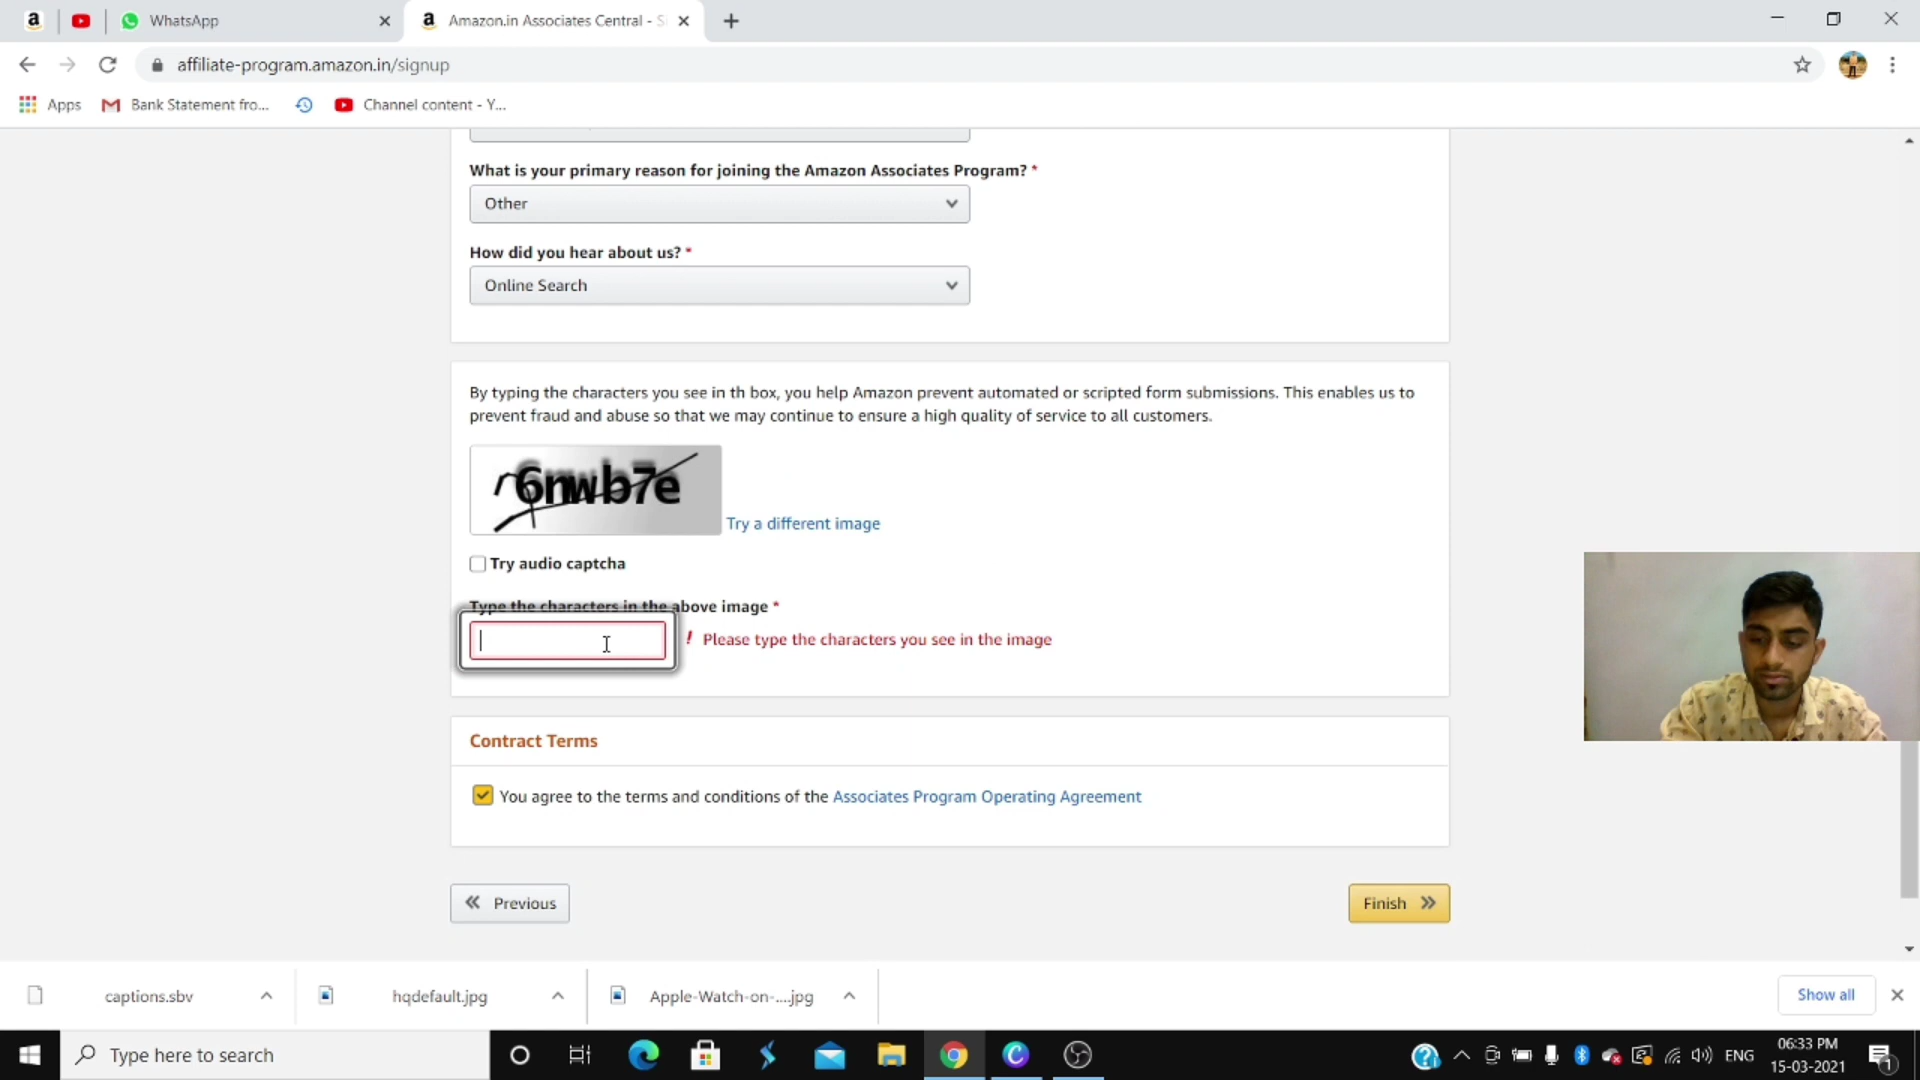 WhatsApp
Amazon.in Associates Central - S
affiliate-program.amazon.in/signup
Apps
Bank Statement fro...
Channel content - Y...
What is your primary reason for joining the Amazon Associates Program? *
Other
How did you hear about us? *
Online Search
By typing the characters you see in th box, you help Amazon prevent automated or scripted form submissions. This enables us to
prevent fraud and abuse so that we may continue to ensure a high quality of service to all customers.
6nwb7e
Try a different image
Try audio captcha
Type the characters in the above image *
! Please type the characters you see in the image
Contract Terms
You agree to the terms and conditions of the Associates Program Operating Agreement
« Previous
Finish »
captions.sbv
hqdefault.jpg
Apple-Watch-on-....jpg
Show all
Type here to search
ENG
06:33 PM
15-03-2021
1